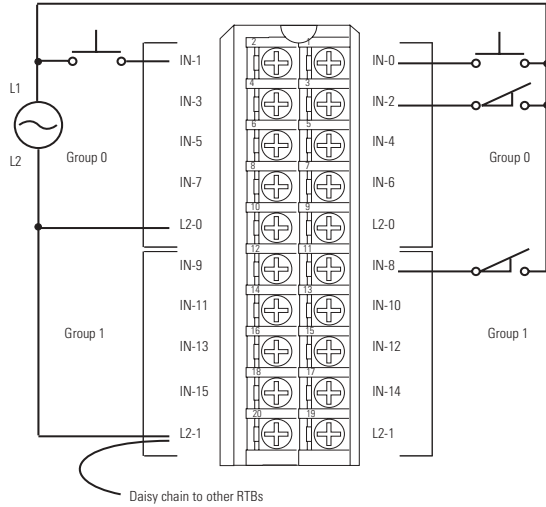 2 1
IN-1 IN-0
4 3
L1 IN-3 IN-2
6 5
IN-5 IN-4
L2 Group 0 Group 0
8 7
IN-7 IN-6
10 9
L2-0 L2-0
12 11
IN-9 IN-8
14 13
IN-11 IN-10
Group 1 Group 1
16 15
IN-13 IN-12
18 17
IN-15 IN-14
20 19
L2-1 L2-1
Daisy chain to other RTBs